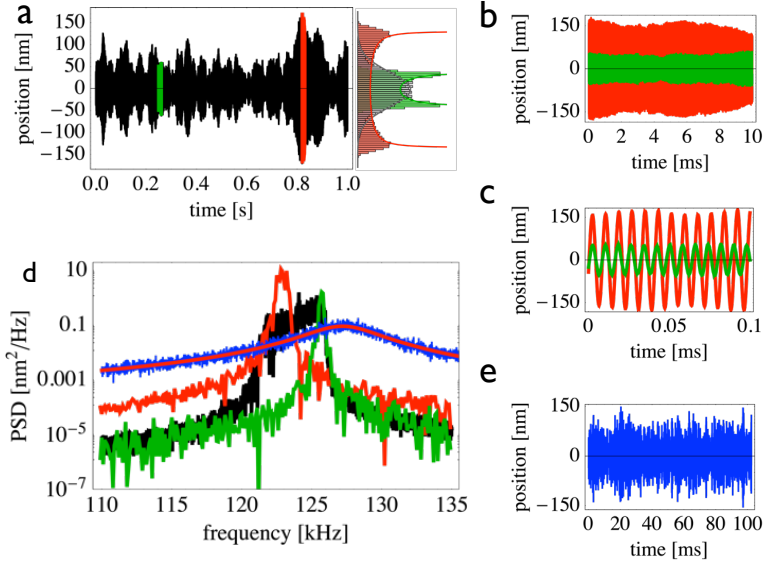 a
position [nm]
150
100
50
0
−50
−100
−150
0.0 0.2 0.4 0.6 0.8 1.0
time [s]
b
position [nm]
150
0
−150
0 2 4 6 8 10
time [ms]
c
position [nm]
150
0
−150
0 0.05 0.1
time [ms]
d
PSD [nm²/Hz]
10
0.1
0.001
10⁻⁵
10⁻⁷
110 115 120 125 130 135
frequency [kHz]
e
position [nm]
150
0
−150
0 20 40 60 80 100
time [ms]